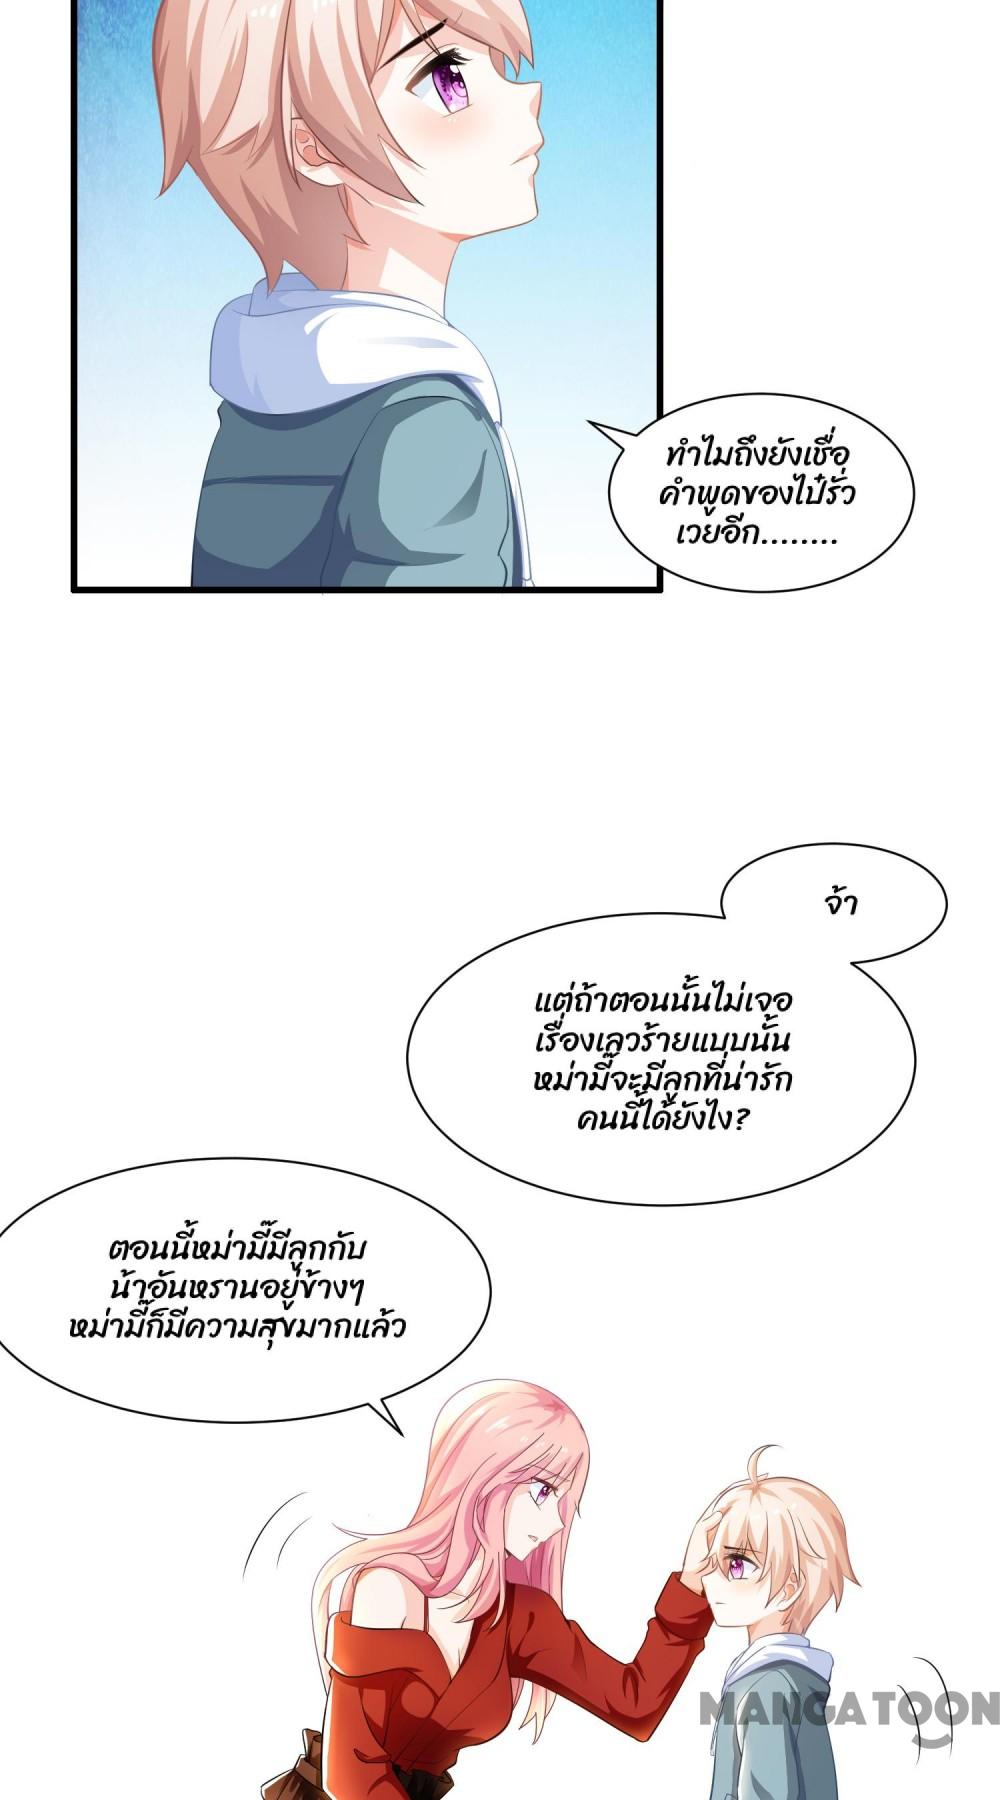 ทำไมถึงยังเชื่อ
คำพูดของไป๋รั่ว
เวยอีก........
จ้า
แต่ถ้าตอนนั้นไม่เจอ
เรื่องเลวร้ายแบบนั้น
หม่ามี๊จะมีลูกที่น่ารัก
คนนี้ได้ยังไง?
ตอนนี้หม่ามี๊มีลูกกับ
น้าอันหรานอยู่ข้างๆ
หม่ามี๊ก็มีความสุขมากแล้ว
MANGATOON